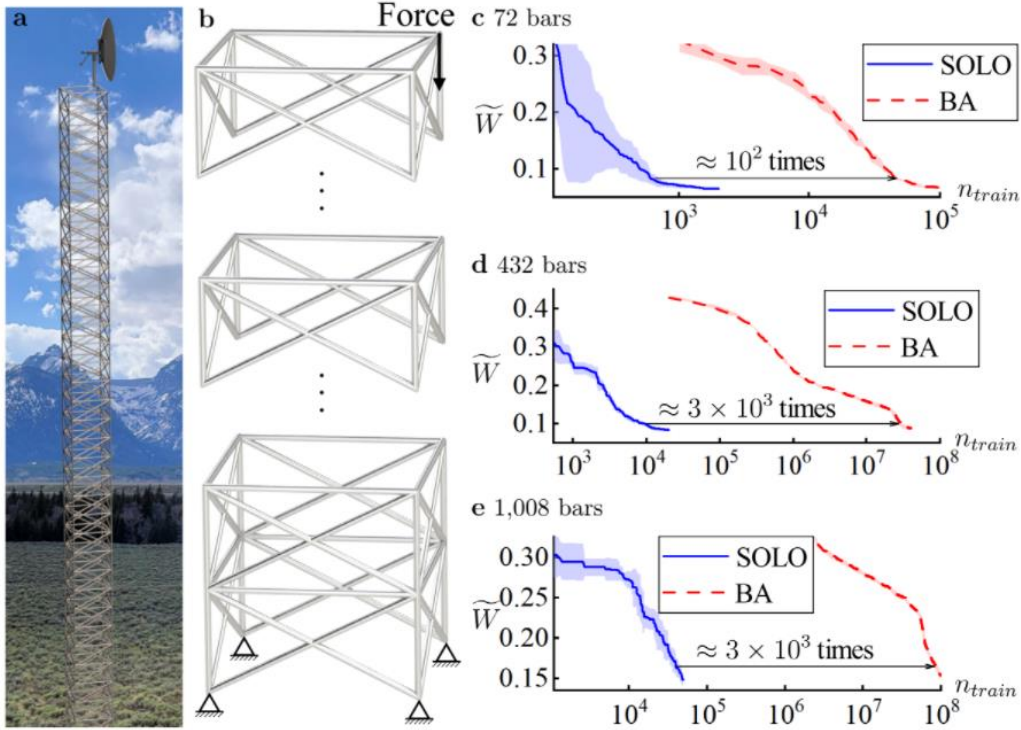 a
b
Force
c 72 bars
0.3
0.2
0.1
W̃
SOLO
BA
≈ 10² times
10³
10⁴
10⁵
n_train
d 432 bars
0.4
0.3
0.2
0.1
W̃
SOLO
BA
≈ 3 × 10³ times
10³
10⁴
10⁵
10⁶
10⁷
10⁸
n_train
e 1,008 bars
0.30
0.25
0.20
0.15
W̃
SOLO
BA
≈ 3 × 10³ times
10⁴
10⁵
10⁶
10⁷
10⁸
n_train